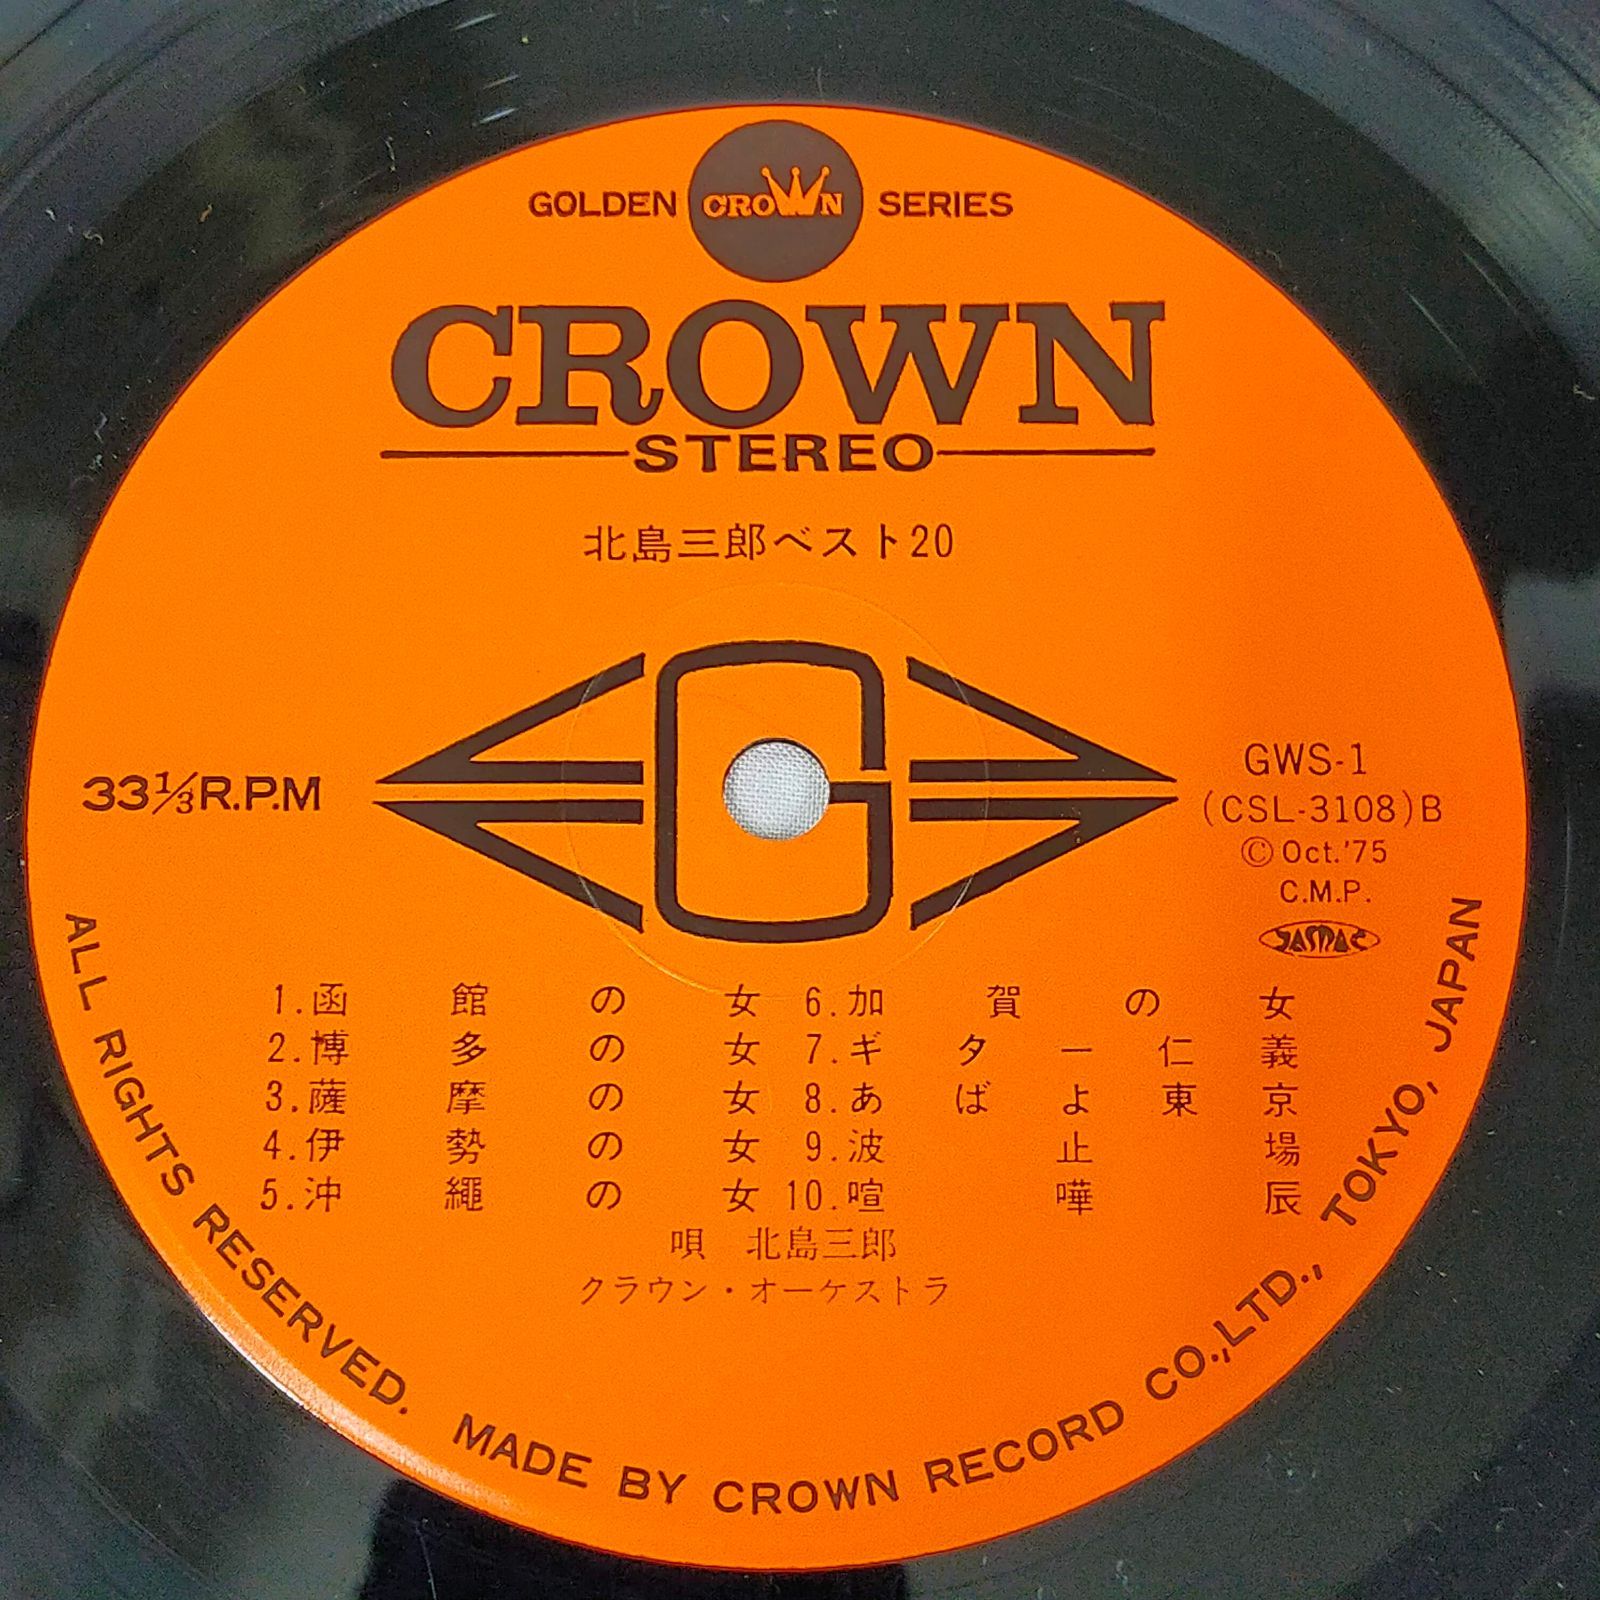 GOLDEN CROWN SERIES
CROWN
STEREO
北島三郎ベスト20
G
33 1/3 R.P.M
GWS-1
(CSL-3108)B
Ⓒ Oct.'75
C.M.P.
JASRAC
1.函館の女
2.博多の女
3.薩摩の女
4.伊勢の女
5.沖繩の女
6.加賀の女
7.ギター仁義
8.あばよ東京
9.波止場
10.喧嘩辰
唄 北島三郎
クラウン・オーケストラ
ALL RIGHTS RESERVED. MADE BY CROWN RECORD CO.,LTD., TOKYO, JAPAN